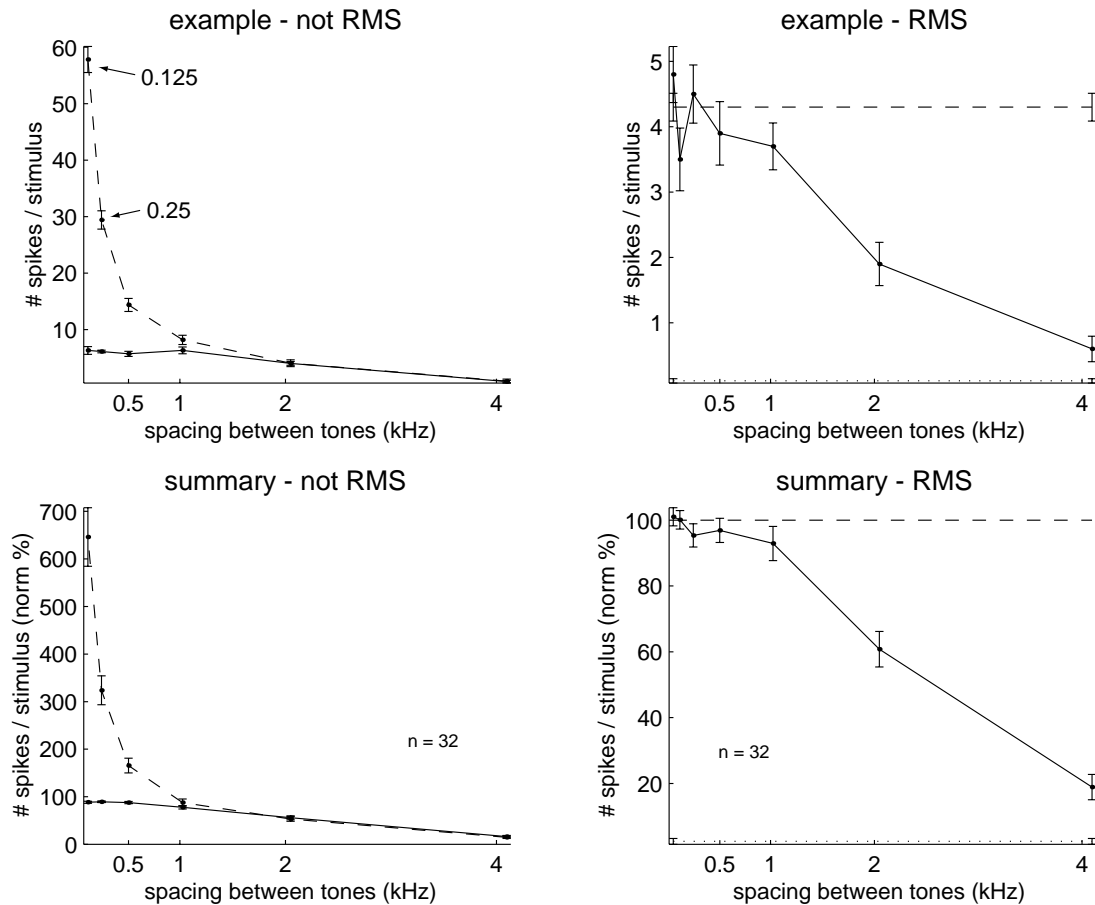 example - not RMS
60
50
40
30
20
10
0.125
0.25
# spikes / stimulus
0.5 1 2 4
spacing between tones (kHz)
example - RMS
5
4
3
2
1
# spikes / stimulus
0.5 1 2 4
spacing between tones (kHz)
summary - not RMS
700
600
500
400
300
200
100
0
n = 32
# spikes / stimulus (norm %)
0.5 1 2 4
spacing between tones (kHz)
summary - RMS
100
80
60
40
20
n = 32
# spikes / stimulus (norm %)
0.5 1 2 4
spacing between tones (kHz)